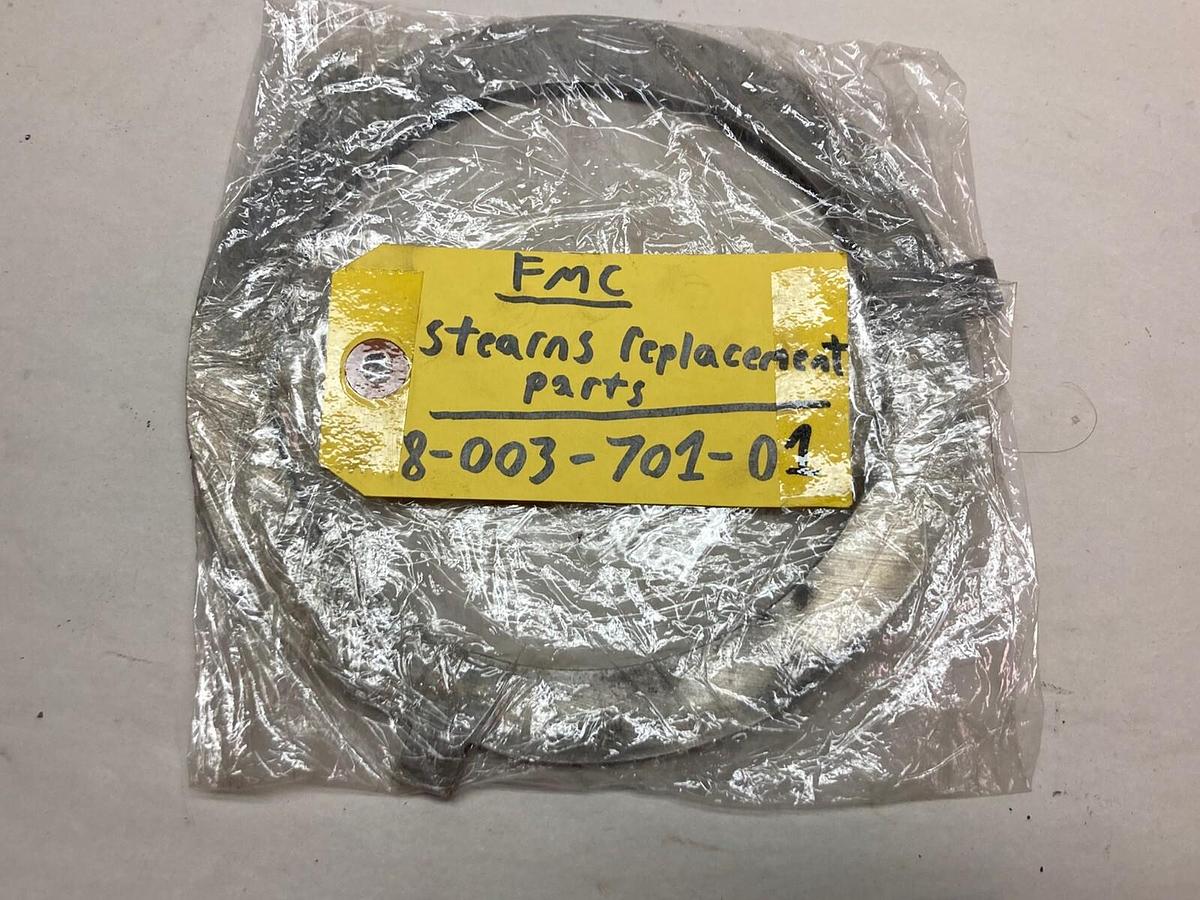 FMC
stearns replacement
parts
8-003-701-01